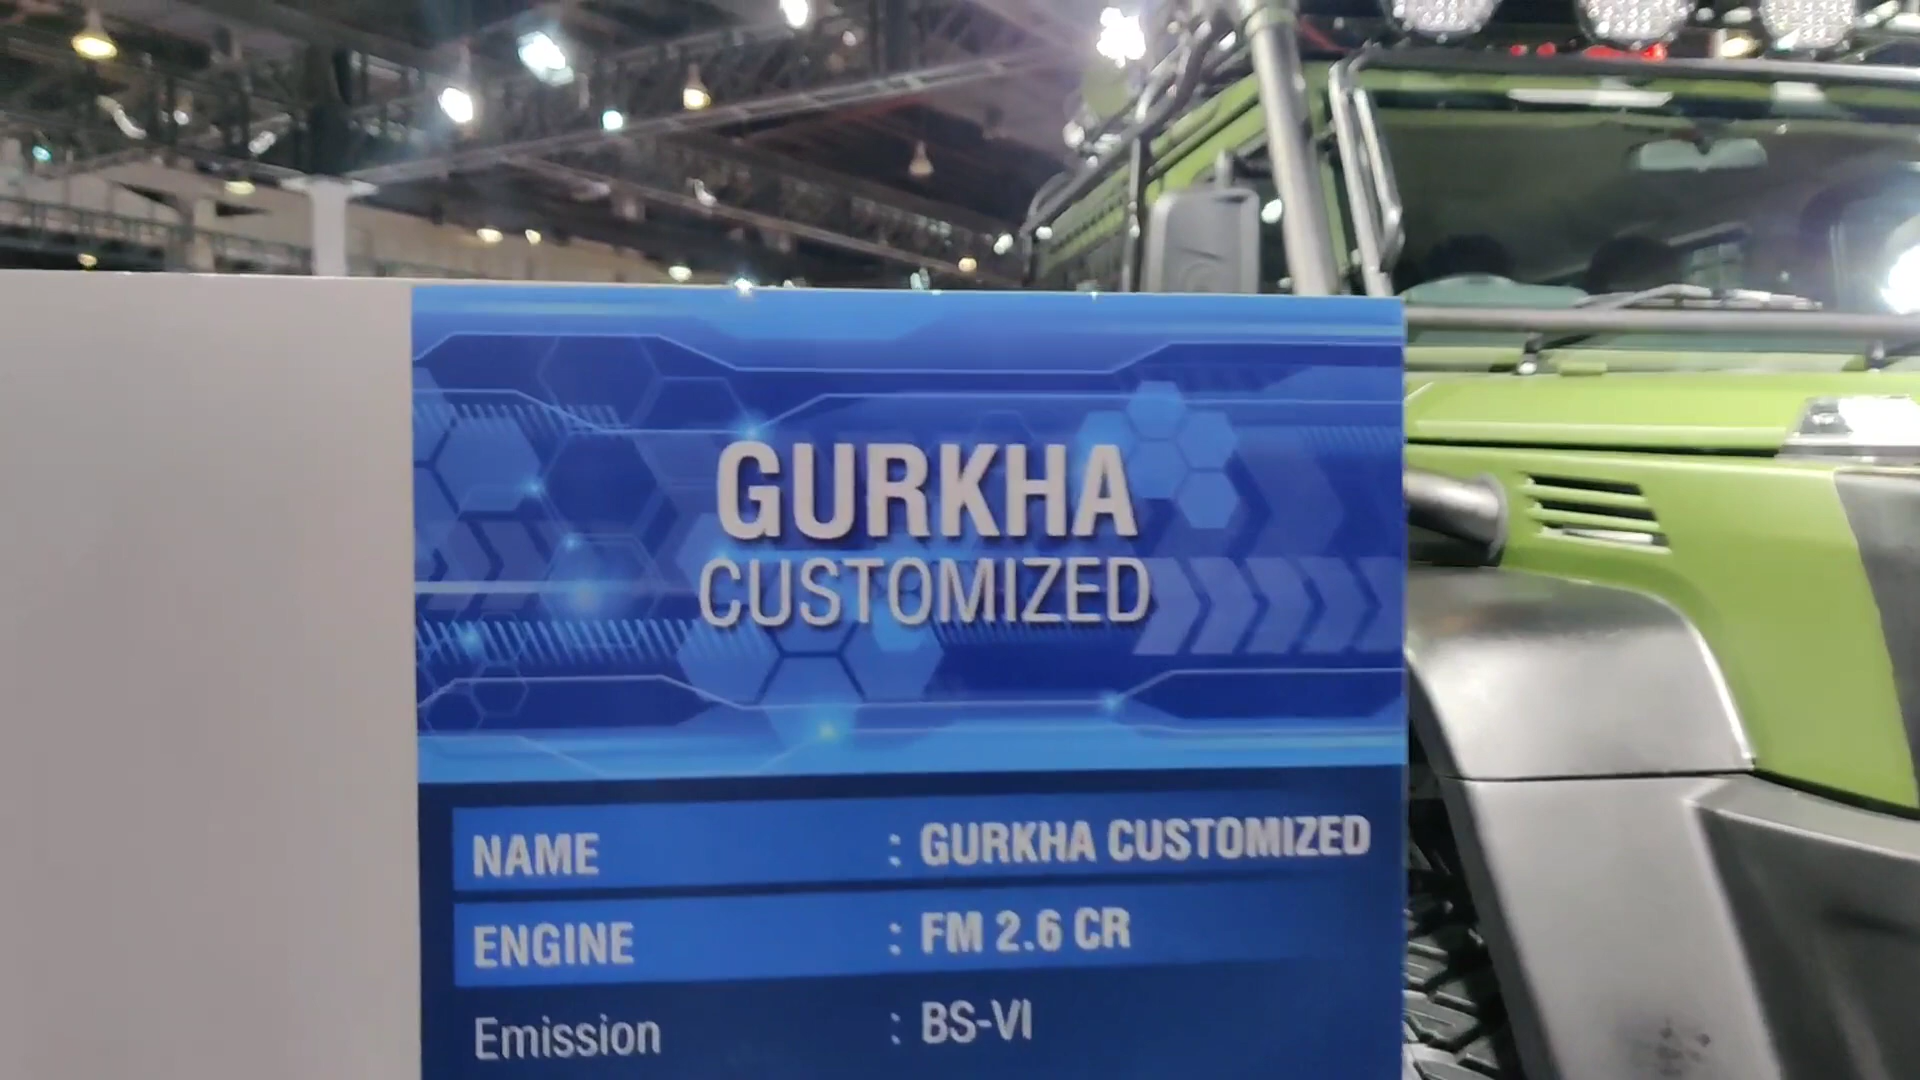 GURKHA
CUSTOMIZED
NAME : GURKHA CUSTOMIZED
ENGINE : FM 2.6 CR
Emission : BS-VI